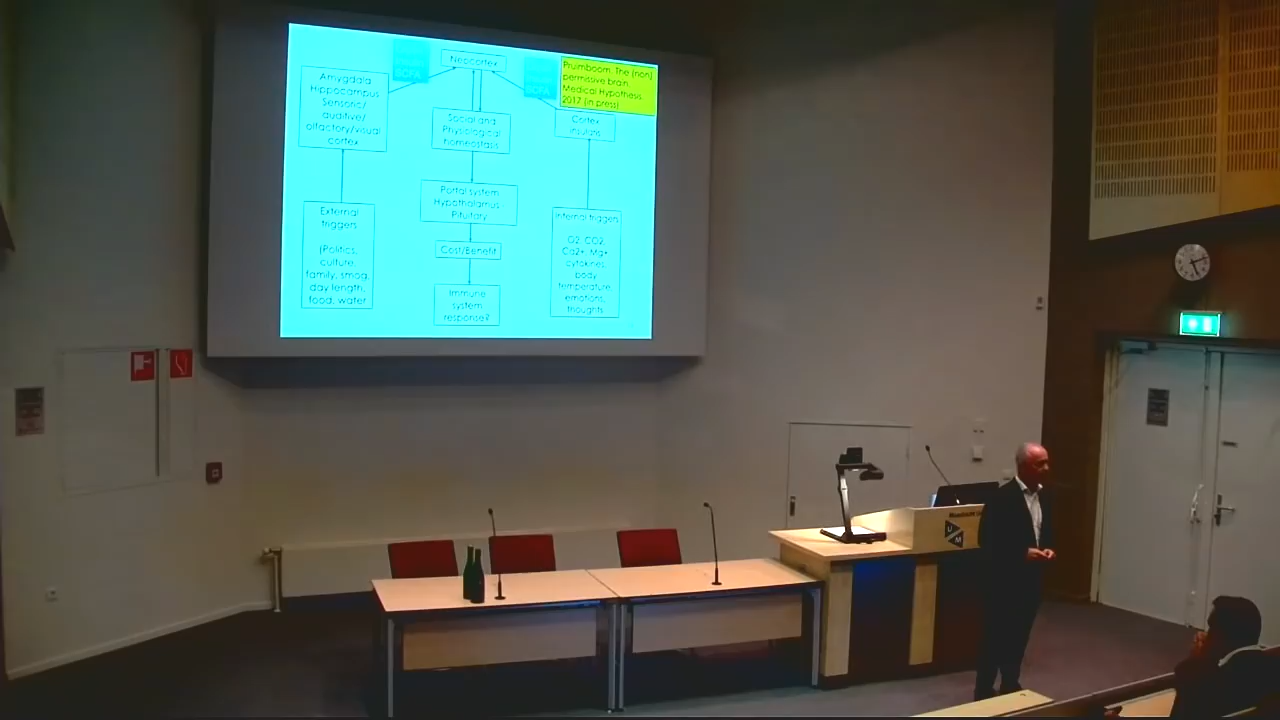 Neocortex
Pruimboom. The (non)
permissive brain.
Medical Hypothesis
2017 (in press)
Amygdala
Hippocampus
Sensoric/
auditive/
olfactory/visual
cortex
Social and
Physiological
homeostasis
Cortex
insularis
Portal system
Hypothalamus -
Pituitary
External
triggers
(Politics,
culture,
family, smog,
day length,
food, water
Cost/Benefit
Immune
system
response?
Internal triggers
O2, CO2,
Ca2+, Mg+
cytokines,
body
temperature,
emotions,
thoughts